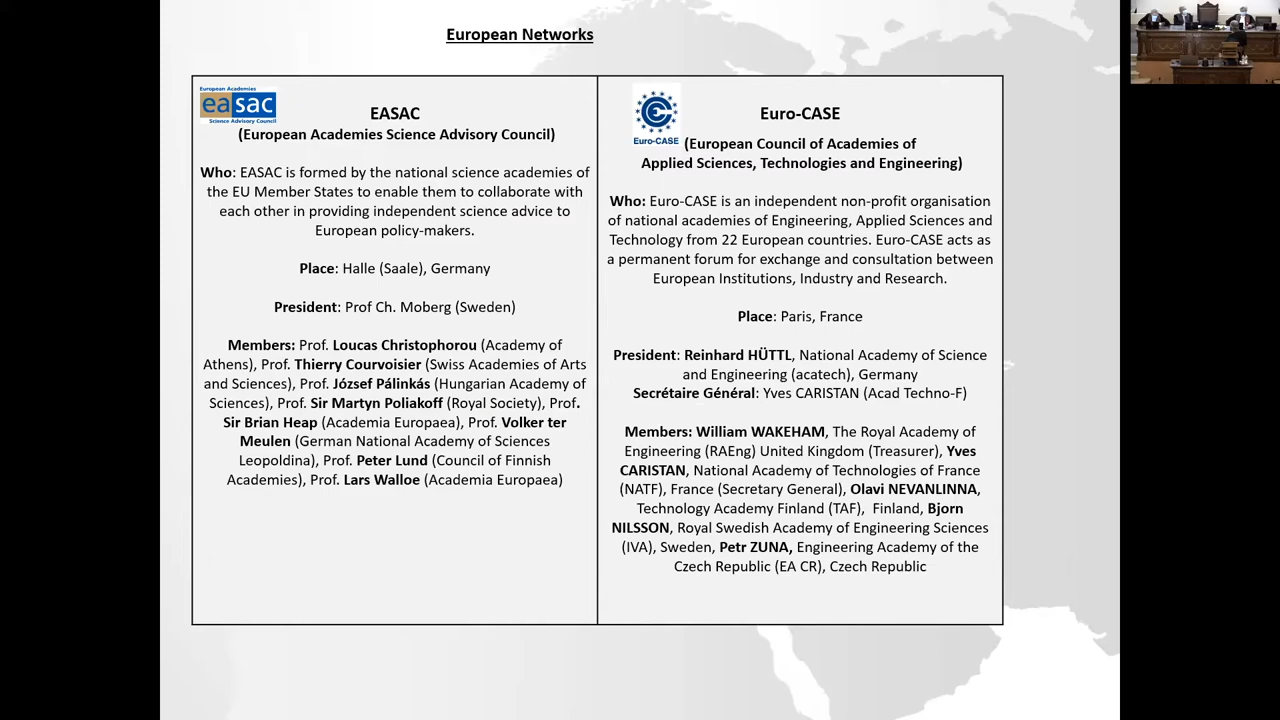 European Networks
European Academies
easac
Science Advisory Council
EASAC
(European Academies Science Advisory Council)
Who: EASAC is formed by the national science academies of
the EU Member States to enable them to collaborate with
each other in providing independent science advice to
European policy-makers.
Place: Halle (Saale), Germany
President: Prof Ch. Moberg (Sweden)
Members: Prof. Loucas Christophorou (Academy of
Athens), Prof. Thierry Courvoisier (Swiss Academies of Arts
and Sciences), Prof. József Pálinkás (Hungarian Academy of
Sciences), Prof. Sir Martyn Poliakoff (Royal Society), Prof.
Sir Brian Heap (Academia Europaea), Prof. Volker ter
Meulen (German National Academy of Sciences
Leopoldina), Prof. Peter Lund (Council of Finnish
Academies), Prof. Lars Walloe (Academia Europaea)
Euro-CASE
Euro-CASE
(European Council of Academies of
Applied Sciences, Technologies and Engineering)
Who: Euro-CASE is an independent non-profit organisation
of national academies of Engineering, Applied Sciences and
Technology from 22 European countries. Euro-CASE acts as
a permanent forum for exchange and consultation between
European Institutions, Industry and Research.
Place: Paris, France
President: Reinhard HÜTTL, National Academy of Science
and Engineering (acatech), Germany
Secrétaire Général: Yves CARISTAN (Acad Techno-F)
Members: William WAKEHAM, The Royal Academy of
Engineering (RAEng) United Kingdom (Treasurer), Yves
CARISTAN, National Academy of Technologies of France
(NATF), France (Secretary General), Olavi NEVANLINNA,
Technology Academy Finland (TAF), Finland, Bjorn
NILSSON, Royal Swedish Academy of Engineering Sciences
(IVA), Sweden, Petr ZUNA, Engineering Academy of the
Czech Republic (EA CR), Czech Republic